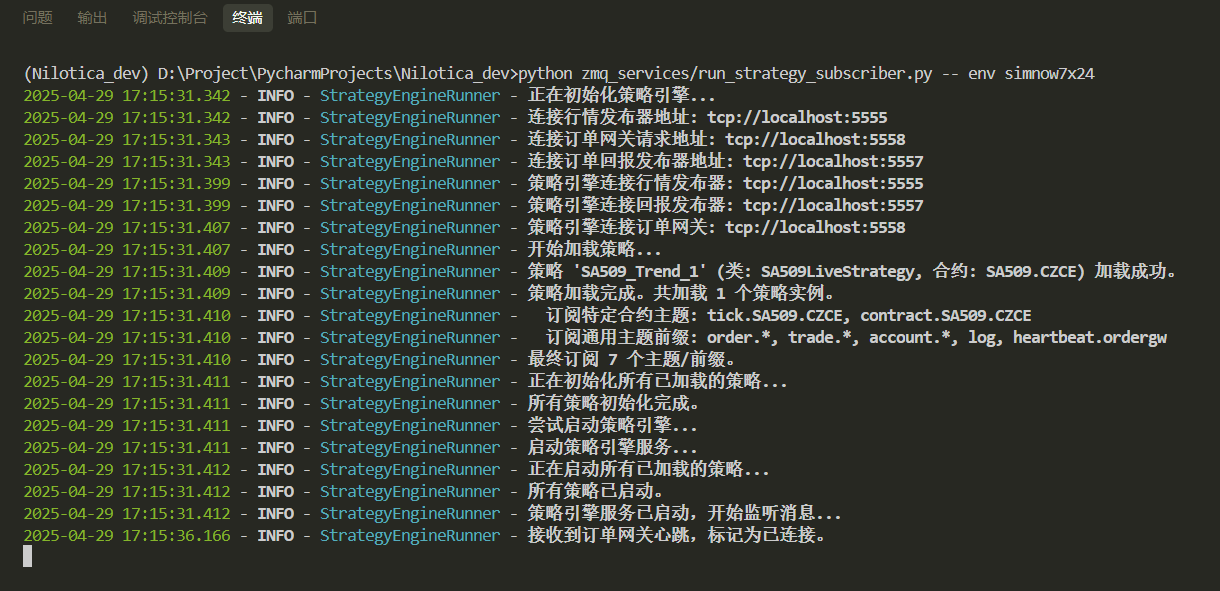 问题 输出 调试控制台 终端 端口
(Nilotica_dev) D:\Project\PycharmProjects\Nilotica_dev>python zmq_services/run_strategy_subscriber.py -- env simnow7x24
2025-04-29 17:15:31.342 - INFO - StrategyEngineRunner - 正在初始化策略引擎...
2025-04-29 17:15:31.342 - INFO - StrategyEngineRunner - 连接行情发布器地址: tcp://localhost:5555
2025-04-29 17:15:31.343 - INFO - StrategyEngineRunner - 连接订单网关请求地址: tcp://localhost:5558
2025-04-29 17:15:31.343 - INFO - StrategyEngineRunner - 连接订单回报发布器地址: tcp://localhost:5557
2025-04-29 17:15:31.399 - INFO - StrategyEngineRunner - 策略引擎连接行情发布器: tcp://localhost:5555
2025-04-29 17:15:31.399 - INFO - StrategyEngineRunner - 策略引擎连接回报发布器: tcp://localhost:5557
2025-04-29 17:15:31.407 - INFO - StrategyEngineRunner - 策略引擎连接订单网关: tcp://localhost:5558
2025-04-29 17:15:31.407 - INFO - StrategyEngineRunner - 开始加载策略...
2025-04-29 17:15:31.409 - INFO - StrategyEngineRunner - 策略 'SA509_Trend_1' (类: SA509LiveStrategy, 合约: SA509.CZCE) 加载成功。
2025-04-29 17:15:31.409 - INFO - StrategyEngineRunner - 策略加载完成。共加载 1 个策略实例。
2025-04-29 17:15:31.410 - INFO - StrategyEngineRunner -   订阅特定合约主题: tick.SA509.CZCE, contract.SA509.CZCE
2025-04-29 17:15:31.410 - INFO - StrategyEngineRunner -   订阅通用主题前缀: order.*, trade.*, account.*, log, heartbeat.ordergw
2025-04-29 17:15:31.410 - INFO - StrategyEngineRunner - 最终订阅 7 个主题/前缀。
2025-04-29 17:15:31.411 - INFO - StrategyEngineRunner - 正在初始化所有已加载的策略...
2025-04-29 17:15:31.411 - INFO - StrategyEngineRunner - 所有策略初始化完成。
2025-04-29 17:15:31.411 - INFO - StrategyEngineRunner - 尝试启动策略引擎...
2025-04-29 17:15:31.411 - INFO - StrategyEngineRunner - 启动策略引擎服务...
2025-04-29 17:15:31.412 - INFO - StrategyEngineRunner - 正在启动所有已加载的策略...
2025-04-29 17:15:31.412 - INFO - StrategyEngineRunner - 所有策略已启动。
2025-04-29 17:15:31.412 - INFO - StrategyEngineRunner - 策略引擎服务已启动，开始监听消息...
2025-04-29 17:15:36.166 - INFO - StrategyEngineRunner - 接收到订单网关心跳，标记为已连接。